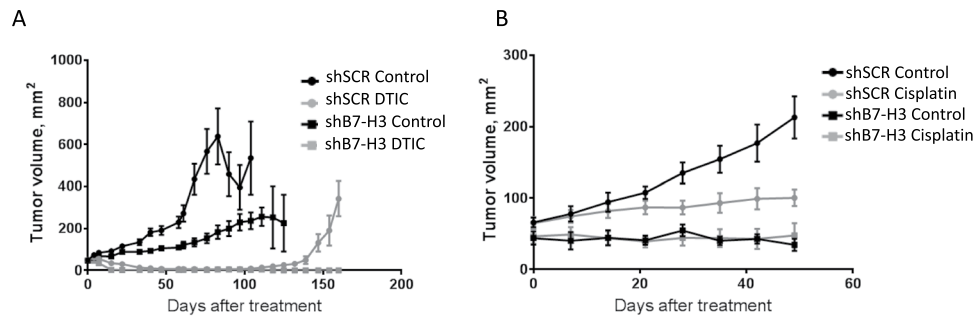 A
Tumor volume, mm2
1000
800
600
400
200
0
0 50 100 150 200
Days after treatment
shSCR Control
shSCR DTIC
shB7-H3 Control
shB7-H3 DTIC
B
Tumor volume, mm2
300
200
100
0
0 20 40 60
Days after treatment
shSCR Control
shSCR Cisplatin
shB7-H3 Control
shB7-H3 Cisplatin